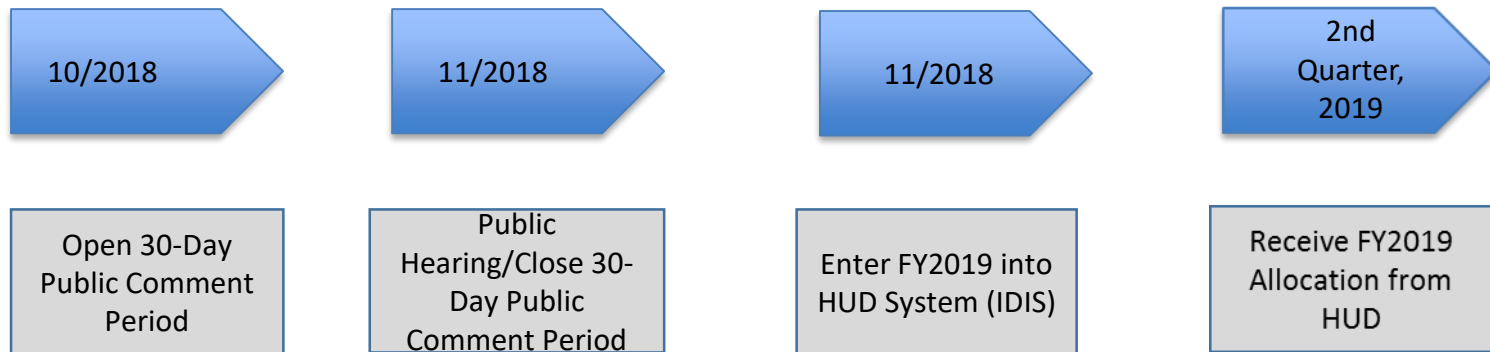 10/2018
11/2018
11/2018
2nd
Quarter,
2019
Open 30-Day
Public Comment
Period
Public
Hearing/Close 30-
Day Public
Comment Period
Enter FY2019 into
HUD System (IDIS)
Receive FY2019
Allocation from
HUD